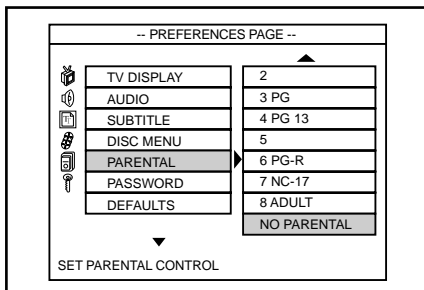 -- PREFERENCES PAGE --
TV DISPLAY
AUDIO
SUBTITLE
DISC MENU
PARENTAL
PASSWORD
DEFAULTS
2
3 PG
4 PG 13
5
6 PG-R
7 NC-17
8 ADULT
NO PARENTAL
SET PARENTAL CONTROL